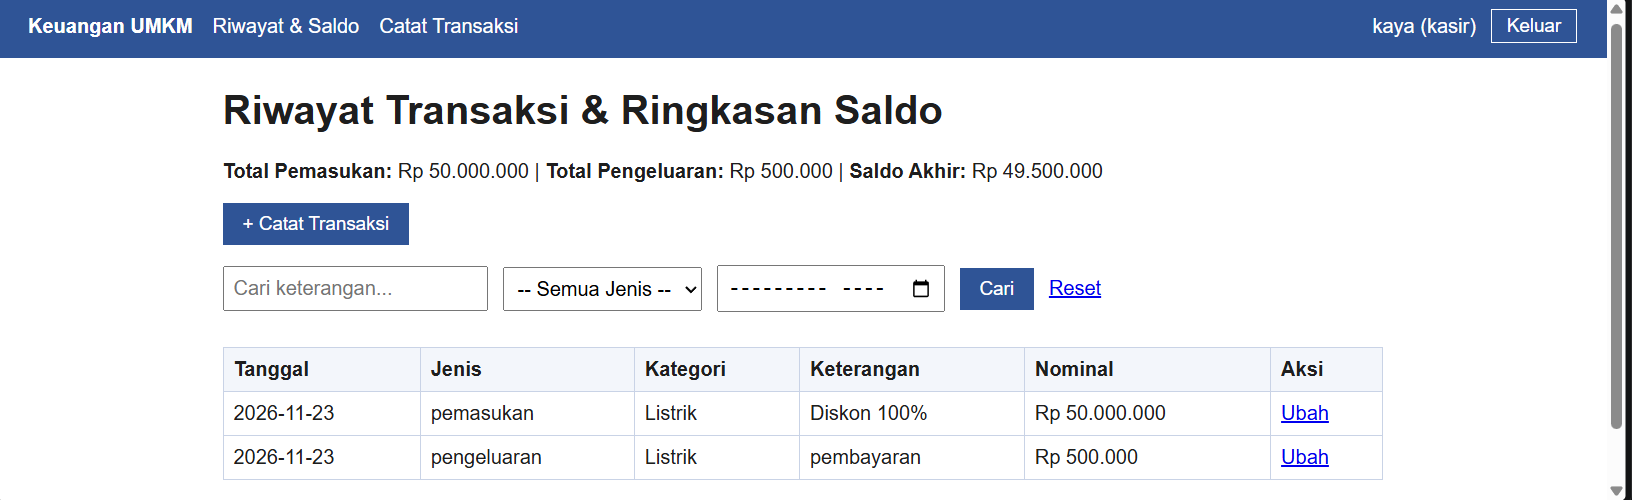 Keuangan UMKM Riwayat & Saldo Catat Transaksi kaya (kasir) Keluar
Riwayat Transaksi & Ringkasan Saldo
Total Pemasukan: Rp 50.000.000 | Total Pengeluaran: Rp 500.000 | Saldo Akhir: Rp 49.500.000
+ Catat Transaksi
Cari keterangan... -- Semua Jenis -- --------- ---- Cari Reset
Tanggal Jenis Kategori Keterangan Nominal Aksi
2026-11-23 pemasukan Listrik Diskon 100% Rp 50.000.000 Ubah
2026-11-23 pengeluaran Listrik pembayaran Rp 500.000 Ubah